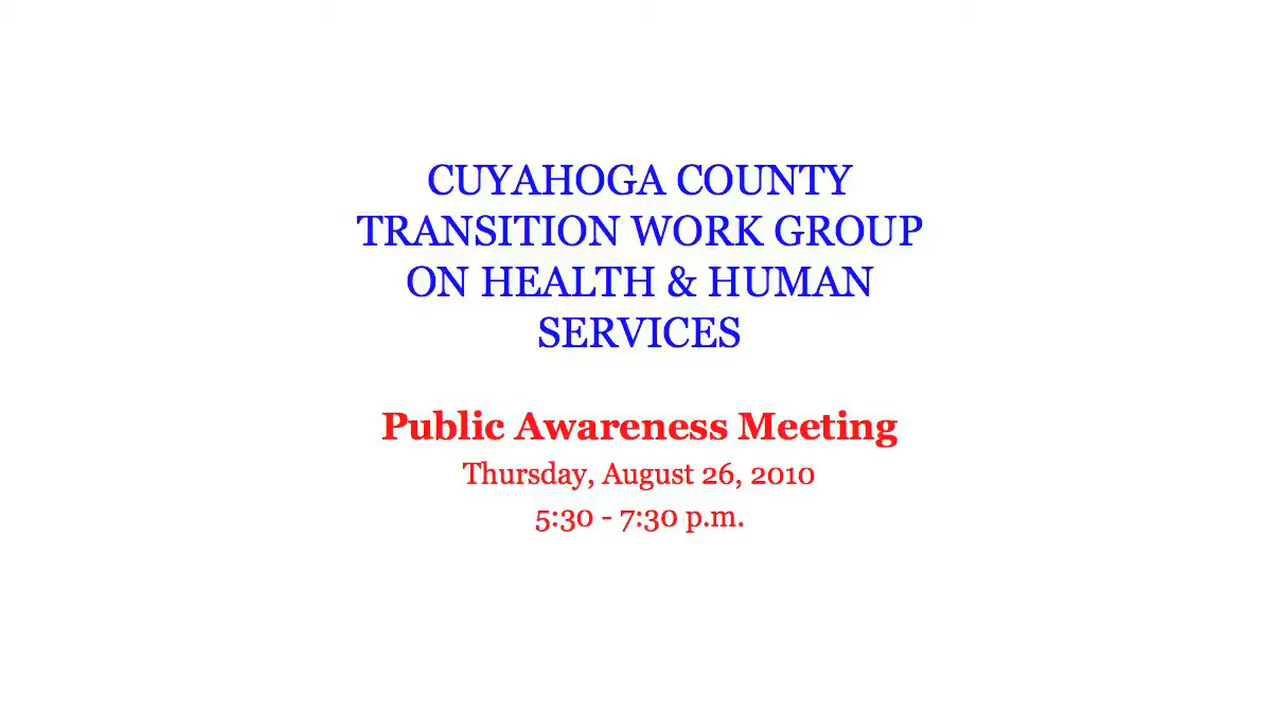 CUYAHOGA COUNTY
TRANSITION WORK GROUP
ON HEALTH & HUMAN
SERVICES
Public Awareness Meeting
Thursday, August 26, 2010
5:30 - 7:30 p.m.